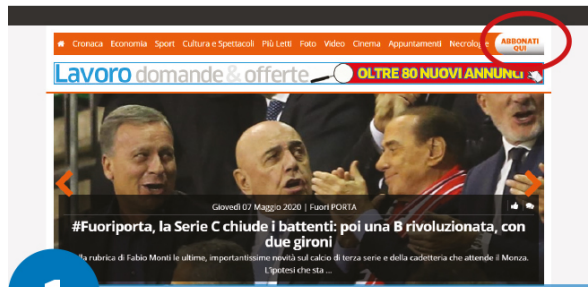 Cronaca Economia Sport Cultura e Spettacoli Più Letti Foto Video Cinema Appuntamenti Necrologie ABBONATI
QUI
Lavoro domande & offerte OLTRE 80 NUOVI ANNUNCI
Giovedì 07 Maggio 2020 | Fuori PORTA
#Fuoriporta, la Serie C chiude i battenti: poi una B rivoluzionata, con
due gironi
rubrica di Fabio Monti le ultime, importantissime novità sul calcio di terza serie e della cadetteria che attende il Monza.
L'ipotesi che sta ...
1